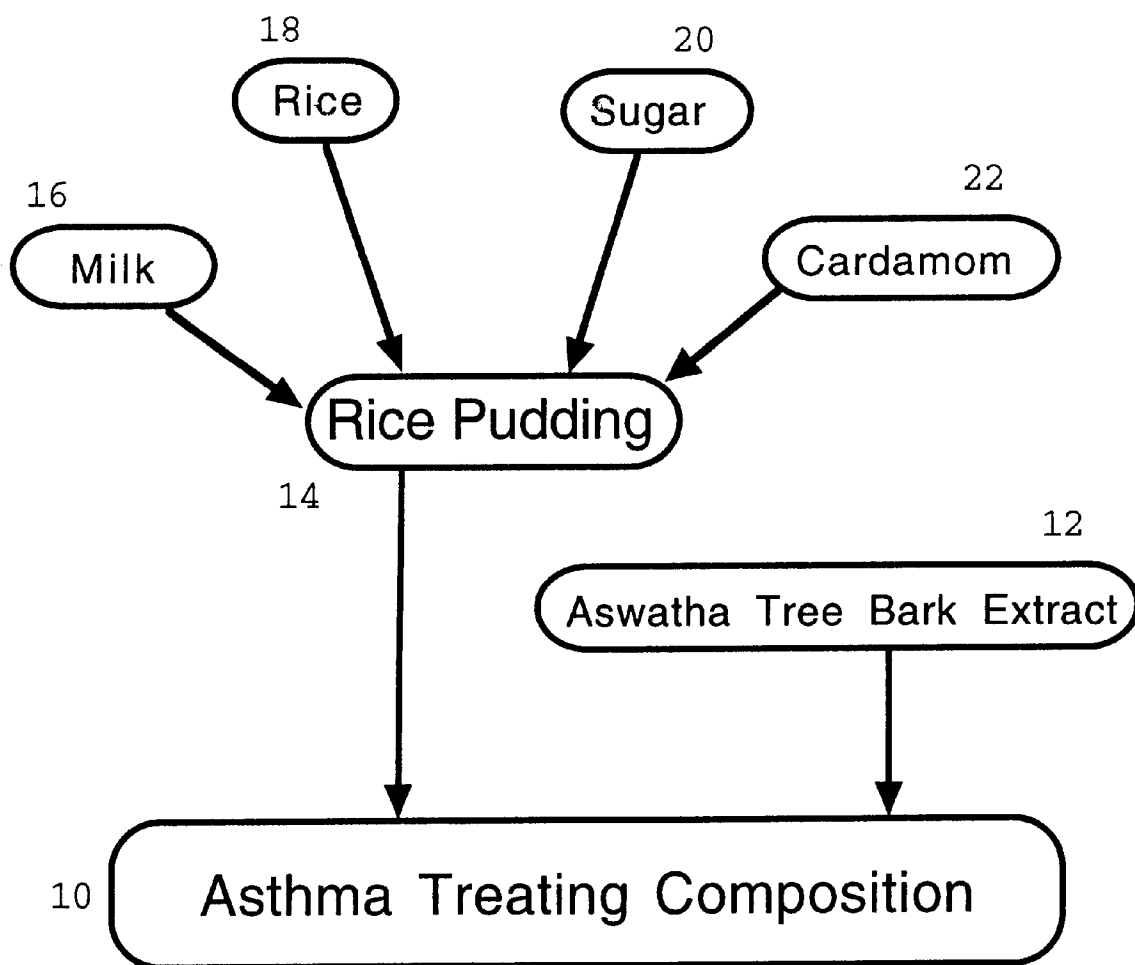 18
20
Rice
Sugar
16
22
Milk
Cardamom
Rice Pudding
14
12
Aswatha Tree Bark Extract
10
Asthma Treating Composition